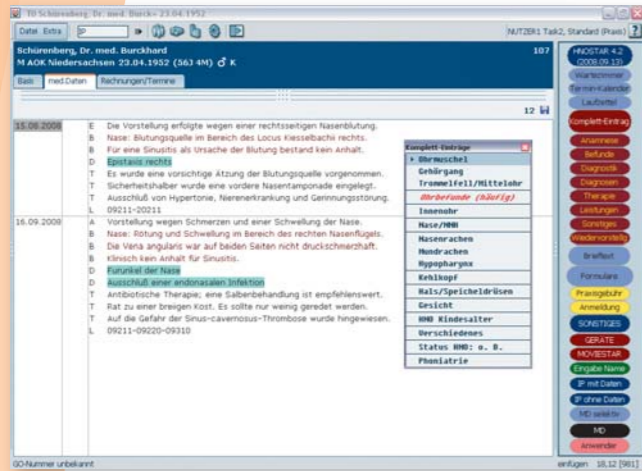 T0 Schürenberg, Dr. med. Burck> 23.04.1952
Datei Extra
NUTZER1 Task2, Standard (Praxis) ?
Schürenberg, Dr. med. Burckhard
107
M AOK Niedersachsen 23.04.1952 (56J 4M) ♂ K
Basis med.Daten Rechnungen/Termine
12
15.08.2008 E Die Vorstellung erfolgte wegen einer rechtsseitigen Nasenblutung.
B Nase: Blutungsquelle im Bereich des Locus Kiesselbachii rechts.
B Für eine Sinusitis als Ursache der Blutung bestand kein Anhalt.
D Epistaxis rechts
T Es wurde eine vorsichtige Ätzung der Blutungsquelle vorgenommen.
T Sicherheitshalber wurde eine vordere Nasentamponade eingelegt.
T Ausschluß von Hypertonie, Nierenerkrankung und Gerinnungsstörung.
L 09211-20211
16.09.2008 A Vorstellung wegen Schmerzen und einer Schwellung der Nase.
B Nase: Rötung und Schwellung im Bereich des rechten Nasenflügels.
B Die Vena angularis war auf beiden Seiten nicht druckschmerzhaft.
B Klinisch kein Anhalt für Sinusitis.
D Furunkel der Nase
D Ausschluß einer endonasalen Infektion
T Antibiotische Therapie; eine Salbenbehandlung ist empfehlenswert.
T Rat zu einer breiigen Kost. Es sollte nur wenig geredet werden.
T Auf die Gefahr der Sinus-cavernosus-Thrombose wurde hingewiesen.
L 09211-09220-09310
Komplett-Einträge
Ohrmuschel
Gehörgang
Trommelfell/Mittelohr
Ohrbefunde (häufig)
Innenohr
Nase/NNH
Nasenrachen
Mundrachen
Hypopharynx
Kehlkopf
Hals/Speicheldrüsen
Gesicht
HNO Kindesalter
Verschiedenes
Status HNO: o. B.
Phoniatrie
HNOSTAR 4.2
(2008.09.13)
Wartezimmer
Termin-Kalender
Laufzettel
Komplett-Eintrag
Anamnese
Befunde
Diagnostik
Diagnosen
Therapie
Leistungen
Sonstiges
Wiedervorstellg
Brieftext
Formulare
Praxisgebühr
Anmeldung
SONSTIGES
GERÄTE
MOVIESTAR
Eingabe Name
IP mit Daten
IP ohne Daten
MD selektiv
MD
Anwender
GO-Nummer unbekannt
einfügen 18,12 [981]